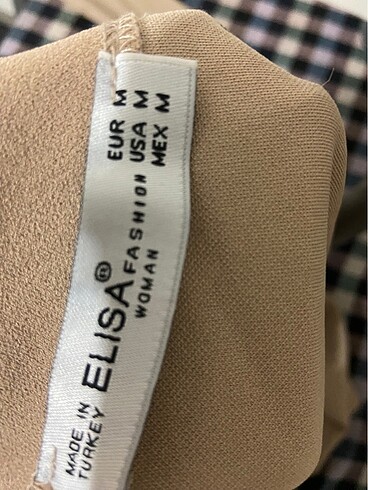 EUR M
USA M
MEX M
ELISA®
FASHION
WOMAN
MADE IN
TURKEY